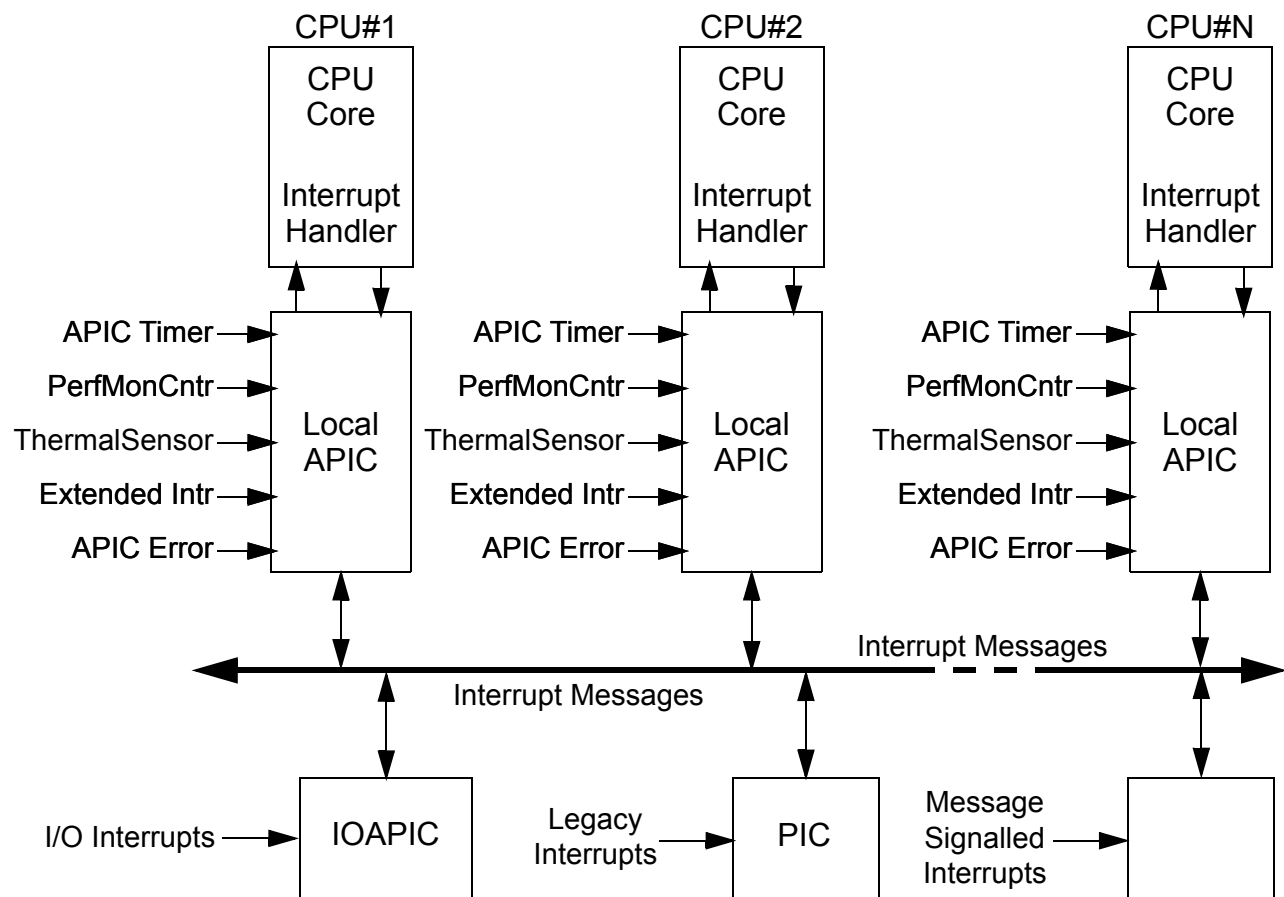 CPU#1
CPU#2
CPU#N
CPU
Core
Interrupt
Handler
CPU
Core
Interrupt
Handler
CPU
Core
Interrupt
Handler
APIC Timer
PerfMonCntr
ThermalSensor
Extended Intr
APIC Error
Local
APIC
APIC Timer
PerfMonCntr
ThermalSensor
Extended Intr
APIC Error
Local
APIC
APIC Timer
PerfMonCntr
ThermalSensor
Extended Intr
APIC Error
Local
APIC
Interrupt Messages
Interrupt Messages
I/O Interrupts
IOAPIC
Legacy
Interrupts
PIC
Message
Signalled
Interrupts